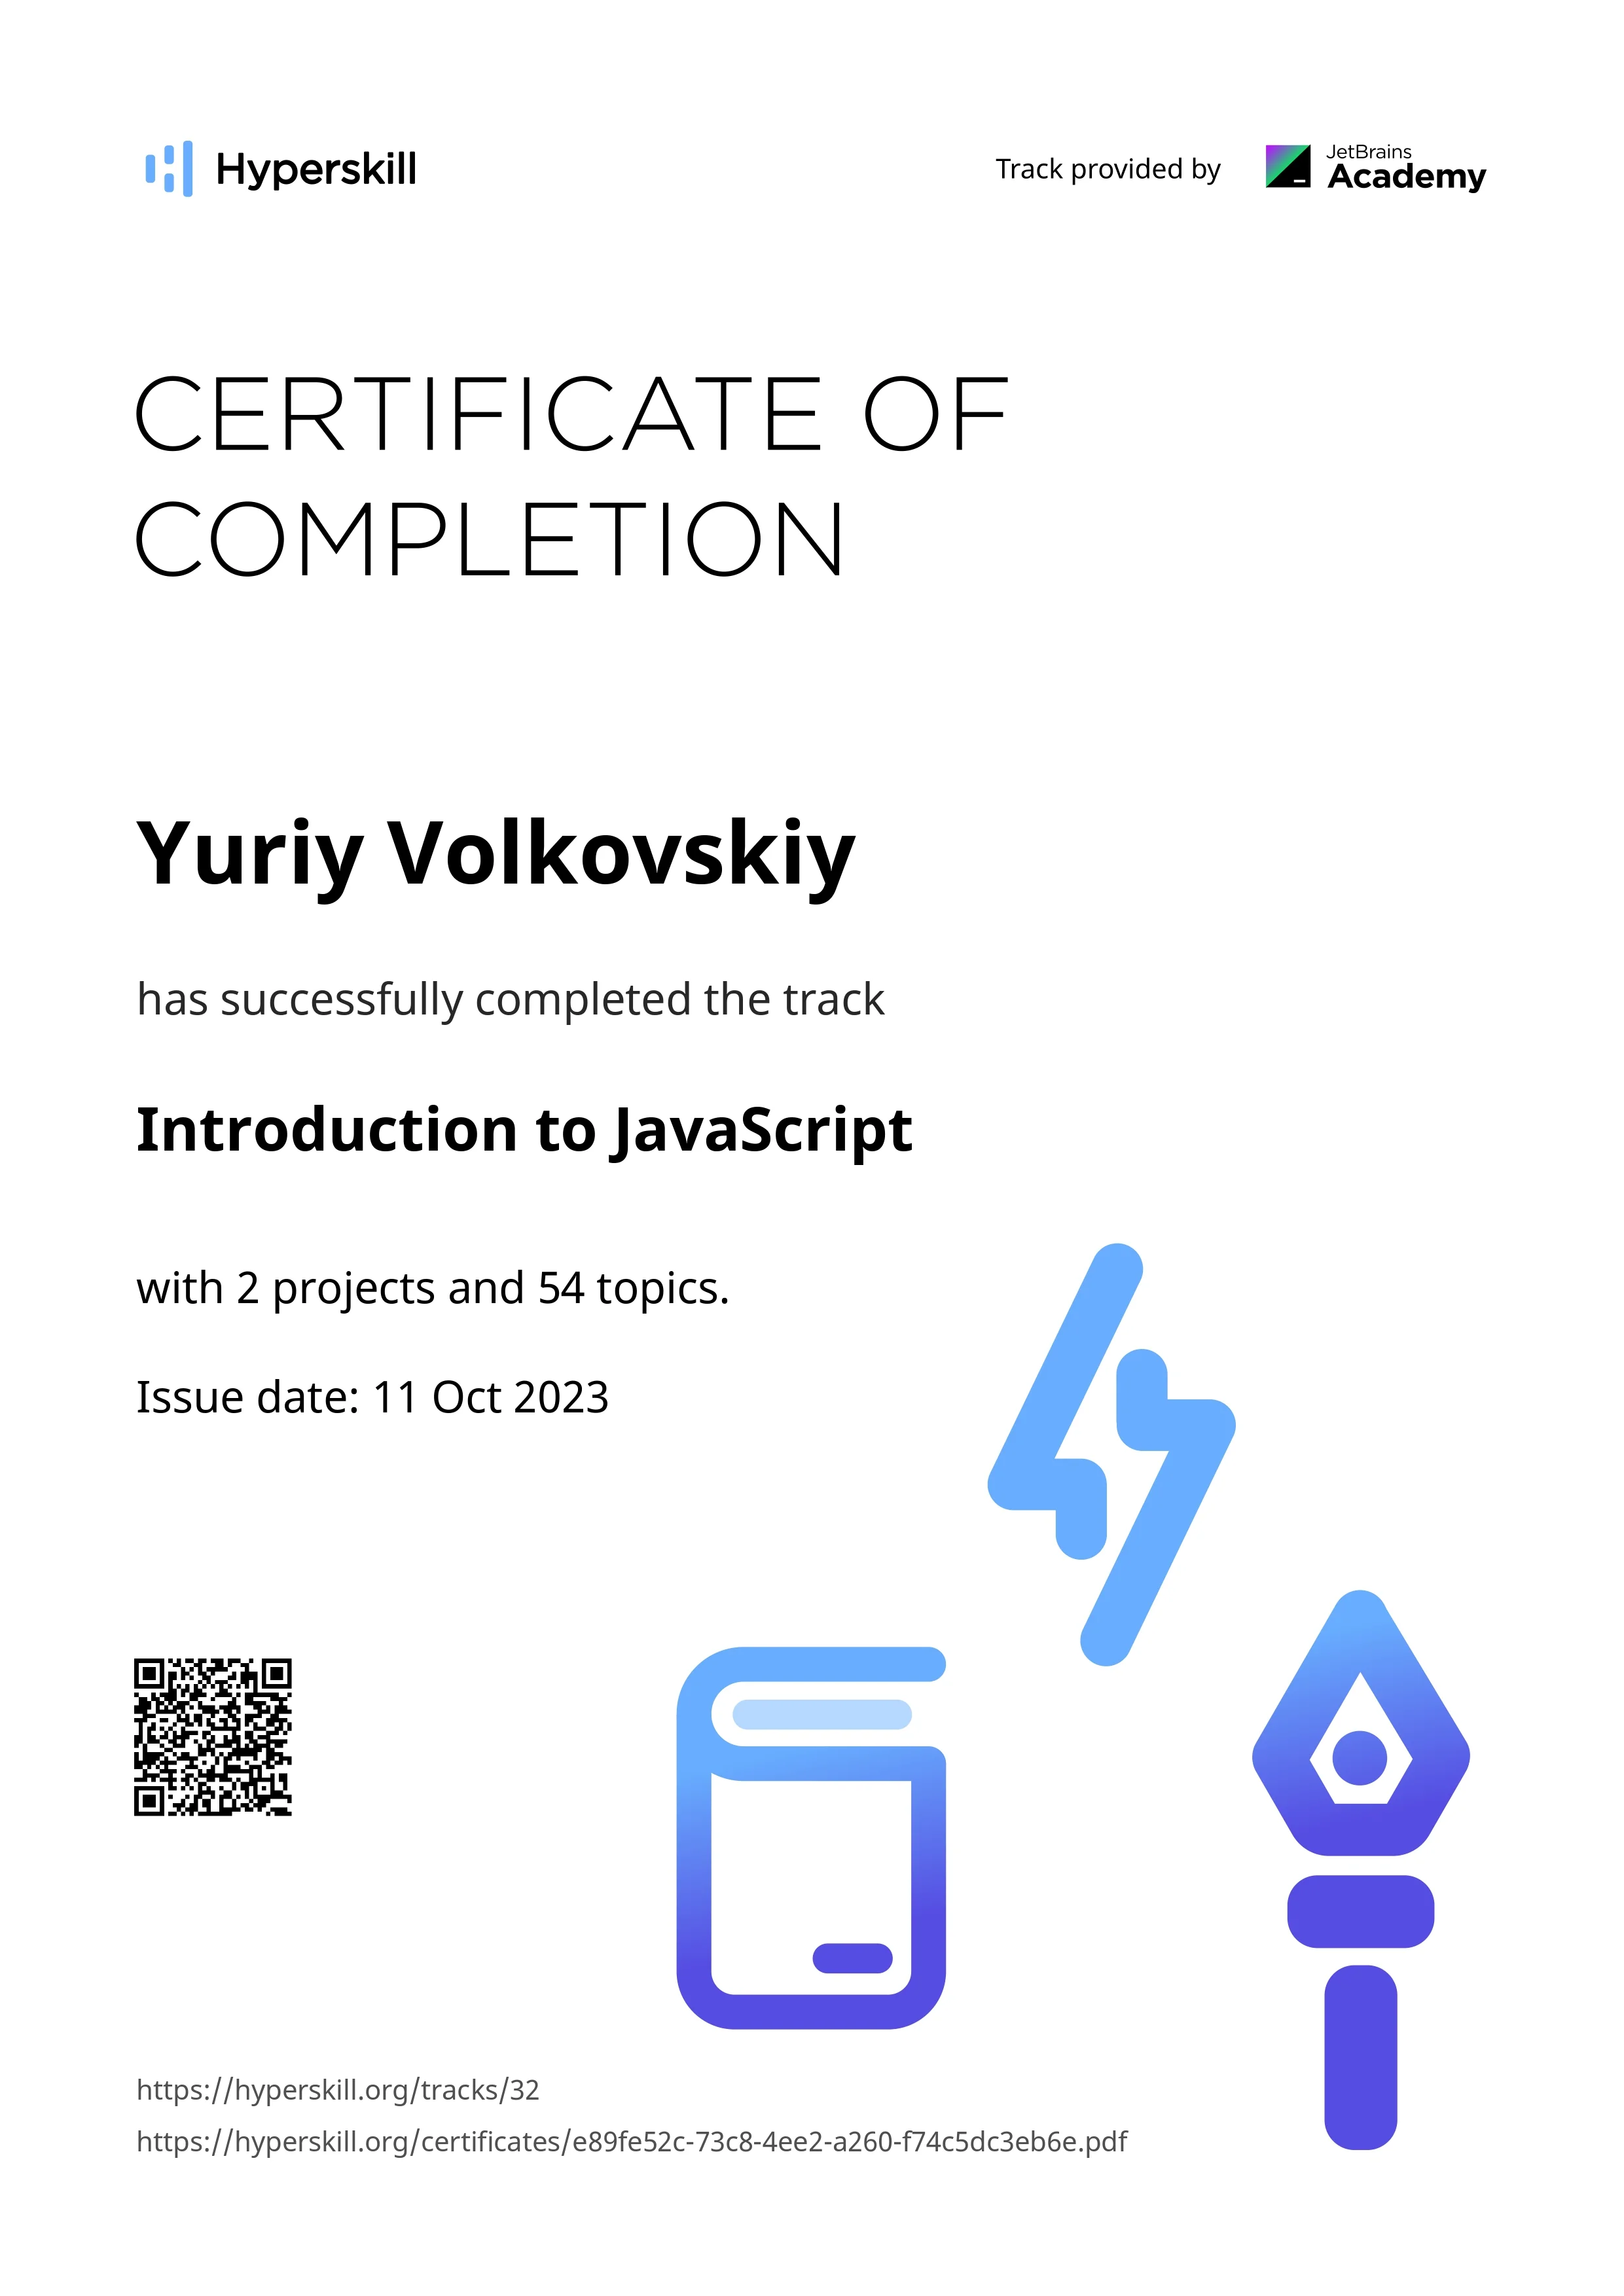 Hyperskill
Track provided by
JetBrains
Academy
CERTIFICATE OF
COMPLETION
Yuriy Volkovskiy
has successfully completed the track
Introduction to JavaScript
with 2 projects and 54 topics.
Issue date: 11 Oct 2023
https://hyperskill.org/tracks/32
https://hyperskill.org/certificates/e89fe52c-73c8-4ee2-a260-f74c5dc3eb6e.pdf